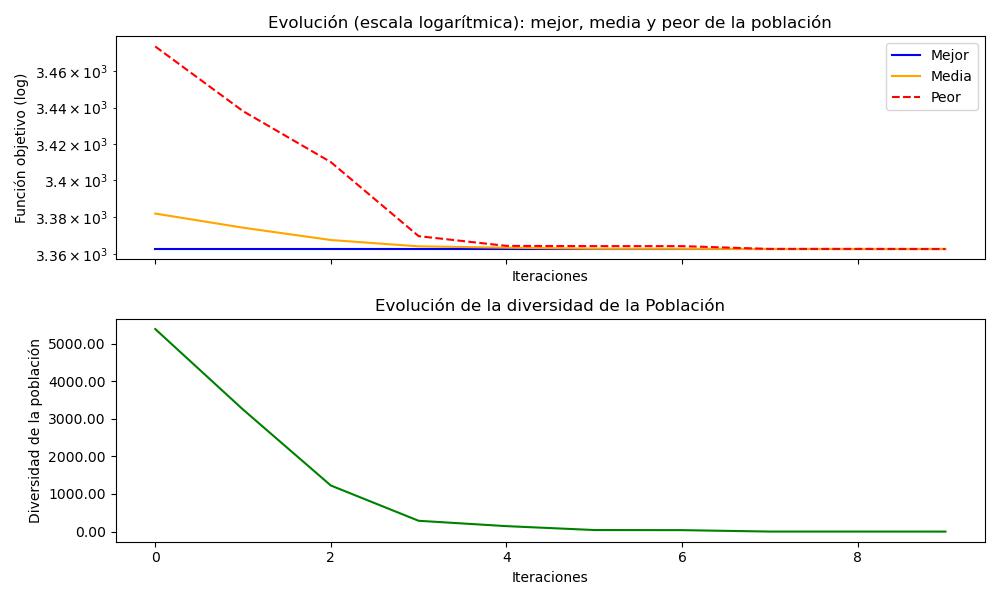 Evolución (escala logarítmica): mejor, media y peor de la población
Función objetivo (log)
3.46 × 10³
3.44 × 10³
3.42 × 10³
3.4 × 10³
3.38 × 10³
3.36 × 10³
Mejor
Media
Peor
Iteraciones
Evolución de la diversidad de la Población
Diversidad de la población
5000.00
4000.00
3000.00
2000.00
1000.00
0.00
0 2 4 6 8
Iteraciones